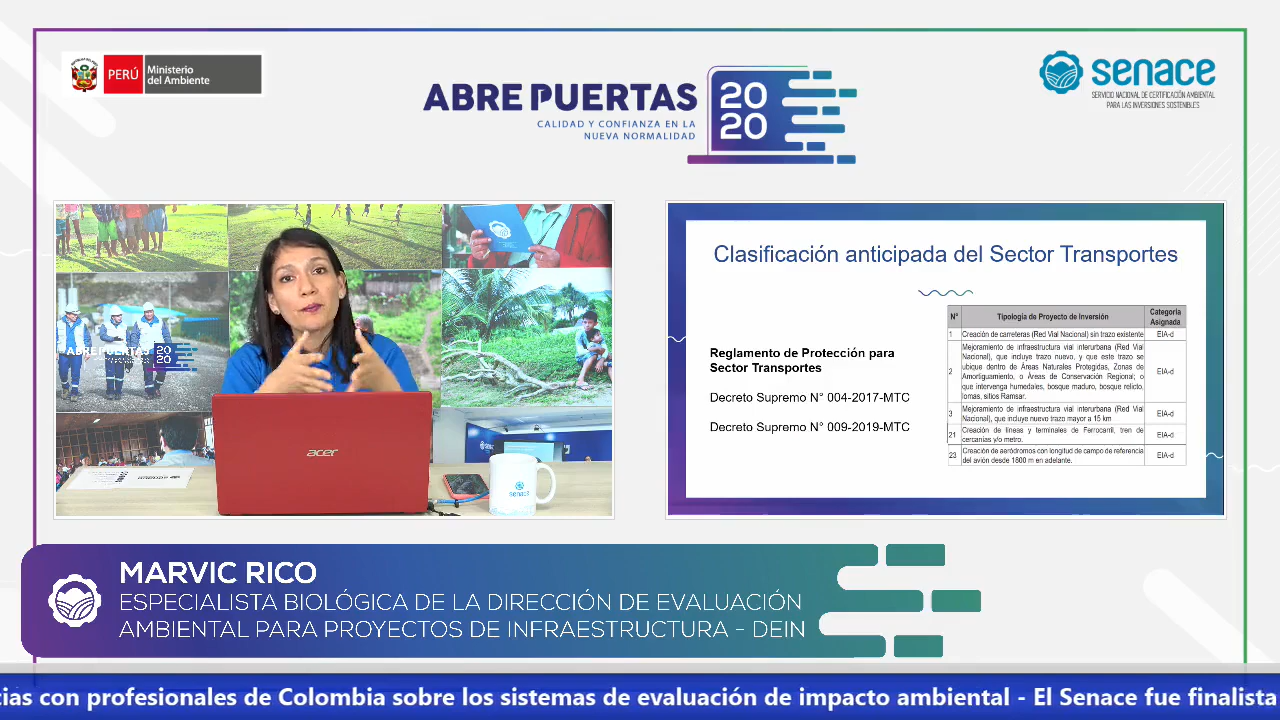 PERÚ
Ministerio
del Ambiente
ABRE PUERTAS
2020
CALIDAD Y CONFIANZA EN LA
NUEVA NORMALIDAD
senace
SERVICIO NACIONAL DE CERTIFICACIÓN AMBIENTAL
PARA LAS INVERSIONES SOSTENIBLES
ABRE PUERTAS
2020
acer
senace
Clasificación anticipada del Sector Transportes
Reglamento de Protección para
Sector Transportes
Decreto Supremo N° 004-2017-MTC
Decreto Supremo N° 009-2019-MTC
N° Tipología de Proyecto de Inversión Categoría Asignada
1 Creación de carreteras (Red Vial Nacional) sin trazo existente EIA-d
Mejoramiento de infraestructura vial interurbana (Red Vial
Nacional), que incluye trazo nuevo, y que este trazo se
ubique dentro de Áreas Naturales Protegidas, Zonas de
2 Amortiguamiento, o Áreas de Conservación Regional; o EIA-d
que intervenga humedales, bosque maduro, bosque relicto,
lomas, sitios Ramsar.
3 Mejoramiento de infraestructura vial interurbana (Red Vial EIA-d
Nacional), que incluye nuevo trazo mayor a 15 km
21 Creación de líneas y terminales de Ferrocarril, tren de EIA-d
cercanías y/o metro.
23 Creación de aeródromos con longitud de campo de referencia EIA-d
del avión desde 1800 m en adelante.
MARVIC RICO
ESPECIALISTA BIOLÓGICA DE LA DIRECCIÓN DE EVALUACIÓN
AMBIENTAL PARA PROYECTOS DE INFRAESTRUCTURA - DEIN
cias con profesionales de Colombia sobre los sistemas de evaluación de impacto ambiental - El Senace fue finalista